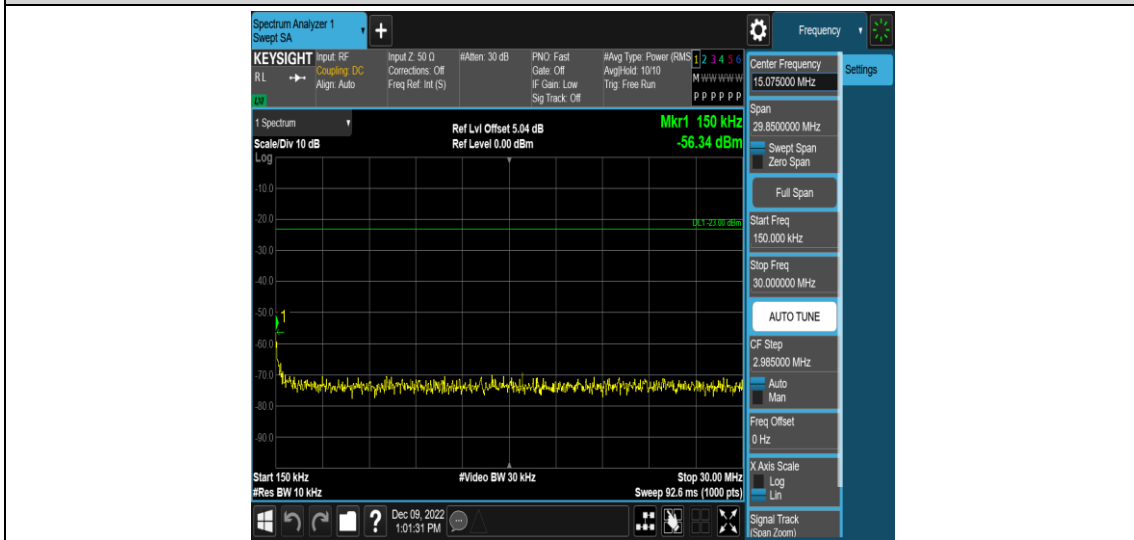 Spectrum Analyzer 1
Swept SA
+
Frequency
KEYSIGHT
RL
Input: RF
Coupling: DC
Align: Auto
Input Z: 50 Ω
Corrections: Off
Freq Ref: Int (S)
#Atten: 30 dB
PNO: Fast
Gate: Off
IF Gain: Low
Sig Track: Off
#Avg Type: Power (RMS
Avg|Hold: 10/10
Trig: Free Run
1 2 3 4 5 6
M W W W W W
P P P P P P
1 Spectrum
Scale/Div 10 dB
Log
Ref Lvl Offset 5.04 dB
Ref Level 0.00 dBm
Mkr1 150 kHz
-56.34 dBm
-10.0
-20.0
DL1 -23.00 dBm
-30.0
-40.0
-50.0
1
-60.0
-70.0
-80.0
-90.0
Start 150 kHz
#Res BW 10 kHz
#Video BW 30 kHz
Stop 30.00 MHz
Sweep 92.6 ms (1000 pts)
Dec 09, 2022
1:01:31 PM
?
Center Frequency
15.075000 MHz
Settings
Span
29.8500000 MHz
Swept Span
Zero Span
Full Span
Start Freq
150.000 kHz
Stop Freq
30.000000 MHz
AUTO TUNE
CF Step
2.985000 MHz
Auto
Man
Freq Offset
0 Hz
X Axis Scale
Log
Lin
Signal Track
(Span Zoom)